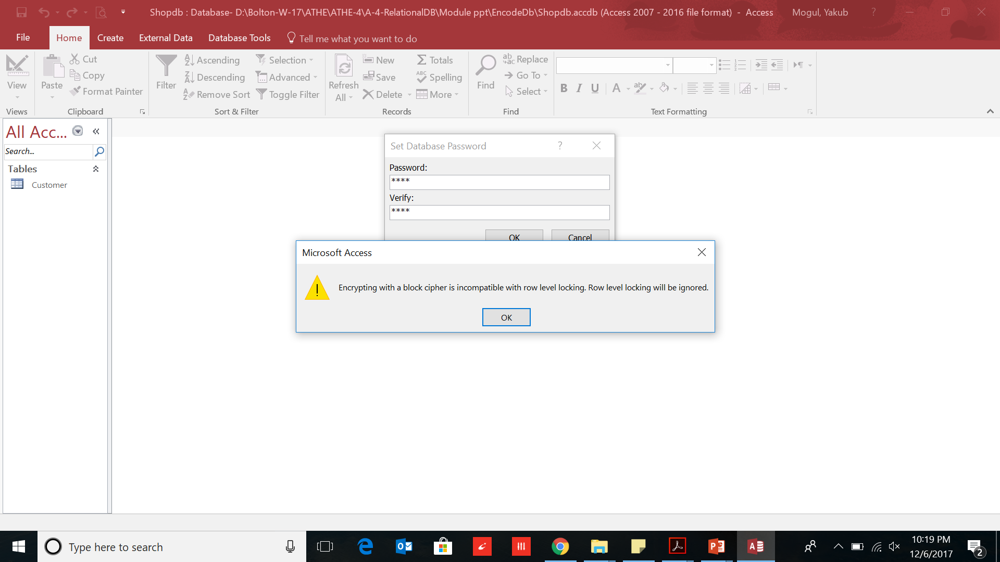 Shopdb : Database- D:\Bolton-W-17\ATHE\ATHE-4\A-4-RelationalDB\Module ppt\EncodeDb\Shopdb.accdb (Access 2007 - 2016 file format) - Access
Mogul, Yakub
?
File
Home
Create
External Data
Database Tools
Tell me what you want to do
View
Views
Paste
Cut
Copy
Format Painter
Clipboard
Filter
Ascending
Descending
Remove Sort
Selection
Advanced
Toggle Filter
Sort & Filter
Refresh
All
New
Save
Delete
Totals
Spelling
More
Records
Find
Replace
Go To
Select
Find
B I U A
Text Formatting
All Acc...
Search...
Tables
Customer
Set Database Password
?
Password:
****
Verify:
****
OK
Cancel
Microsoft Access
Encrypting with a block cipher is incompatible with row level locking. Row level locking will be ignored.
OK
Type here to search
10:19 PM
12/6/2017
2